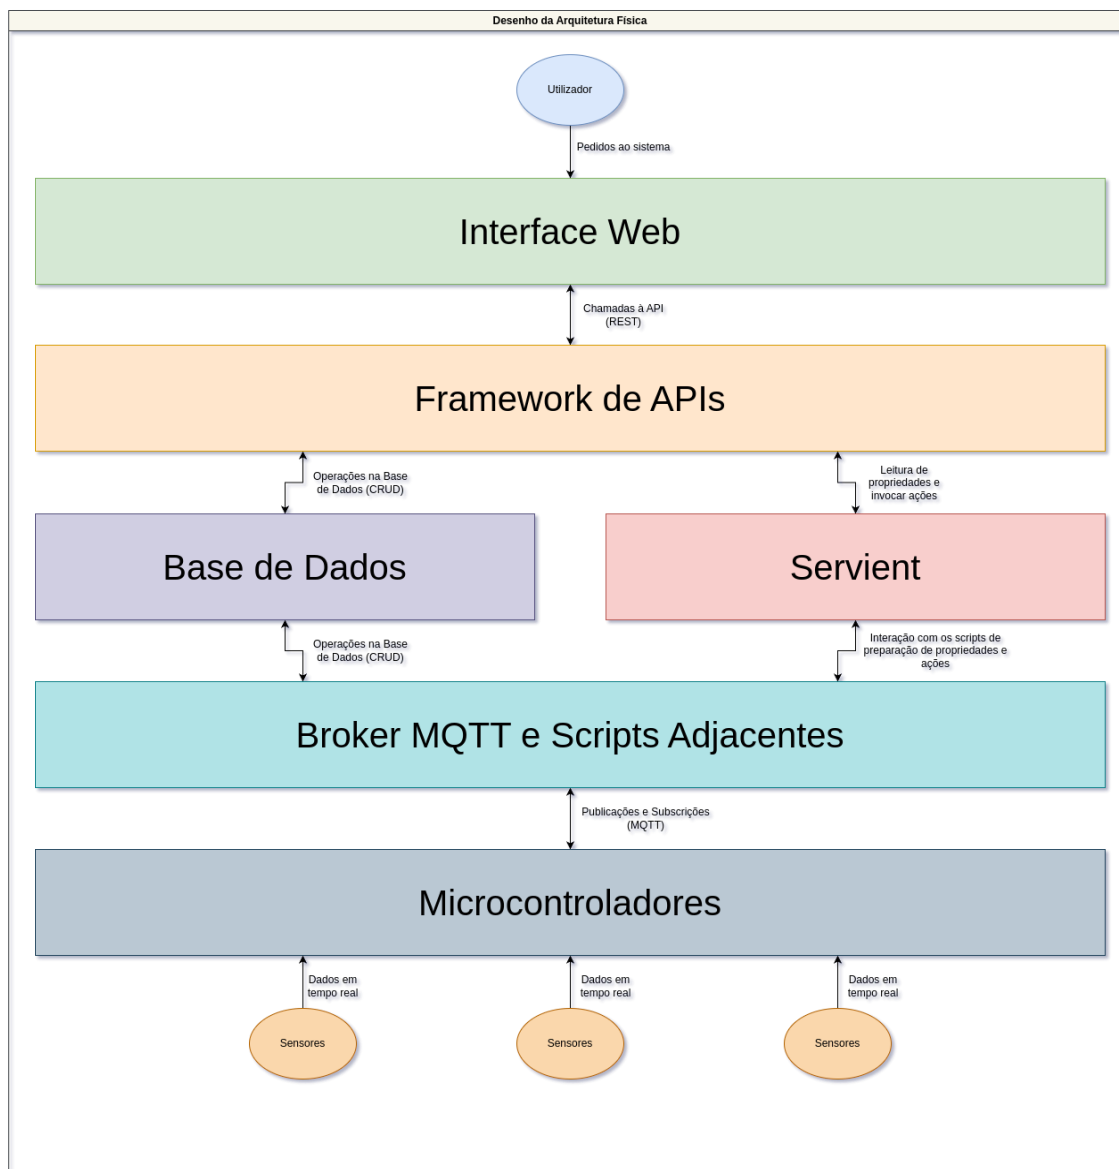 Desenho da Arquitetura Física
Utilizador
Pedidos ao sistema
Interface Web
Chamadas à API
(REST)
Framework de APIs
Operações na Base
de Dados (CRUD)
Leitura de
propriedades e
invocar ações
Base de Dados
Servient
Operações na Base
de Dados (CRUD)
Interação com os scripts de
preparação de propriedades e
ações
Broker MQTT e Scripts Adjacentes
Publicações e Subscrições
(MQTT)
Microcontroladores
Dados em
tempo real
Dados em
tempo real
Dados em
tempo real
Sensores
Sensores
Sensores